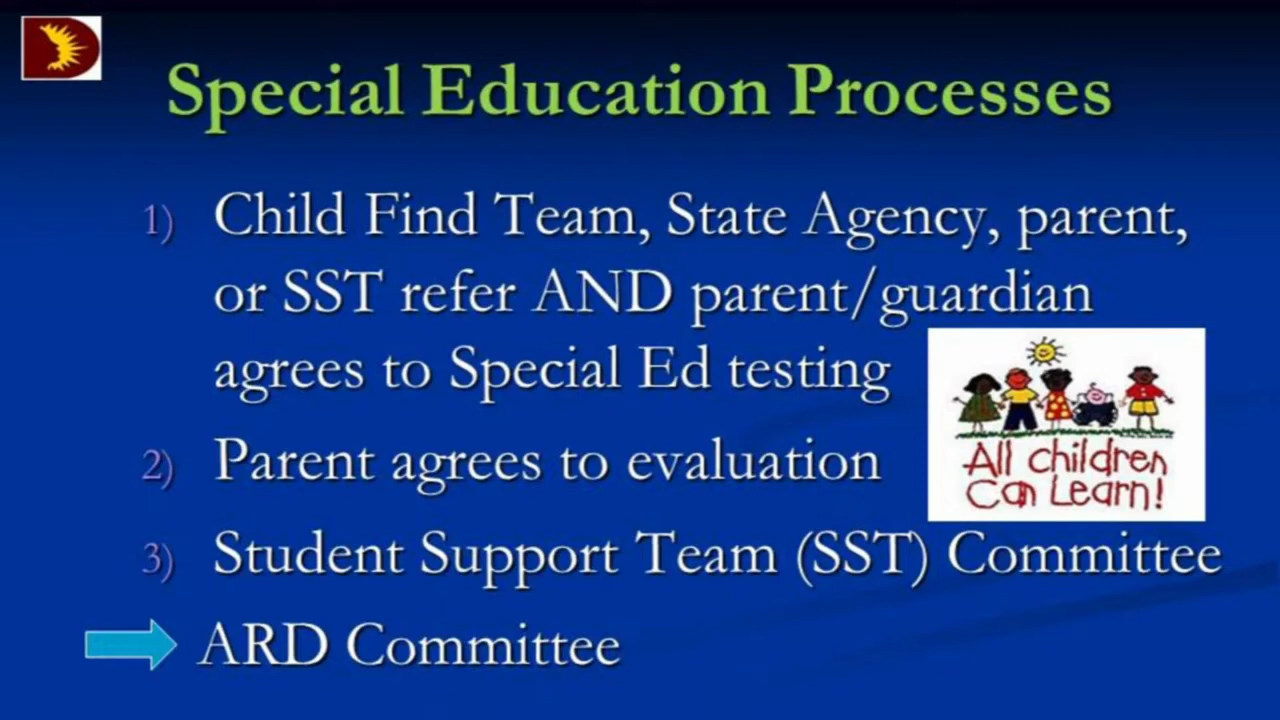 Special Education Processes
1) Child Find Team, State Agency, parent,
or SST refer AND parent/guardian
agrees to Special Ed testing
2) Parent agrees to evaluation
All children
Can Learn!
3) Student Support Team (SST) Committee
ARD Committee